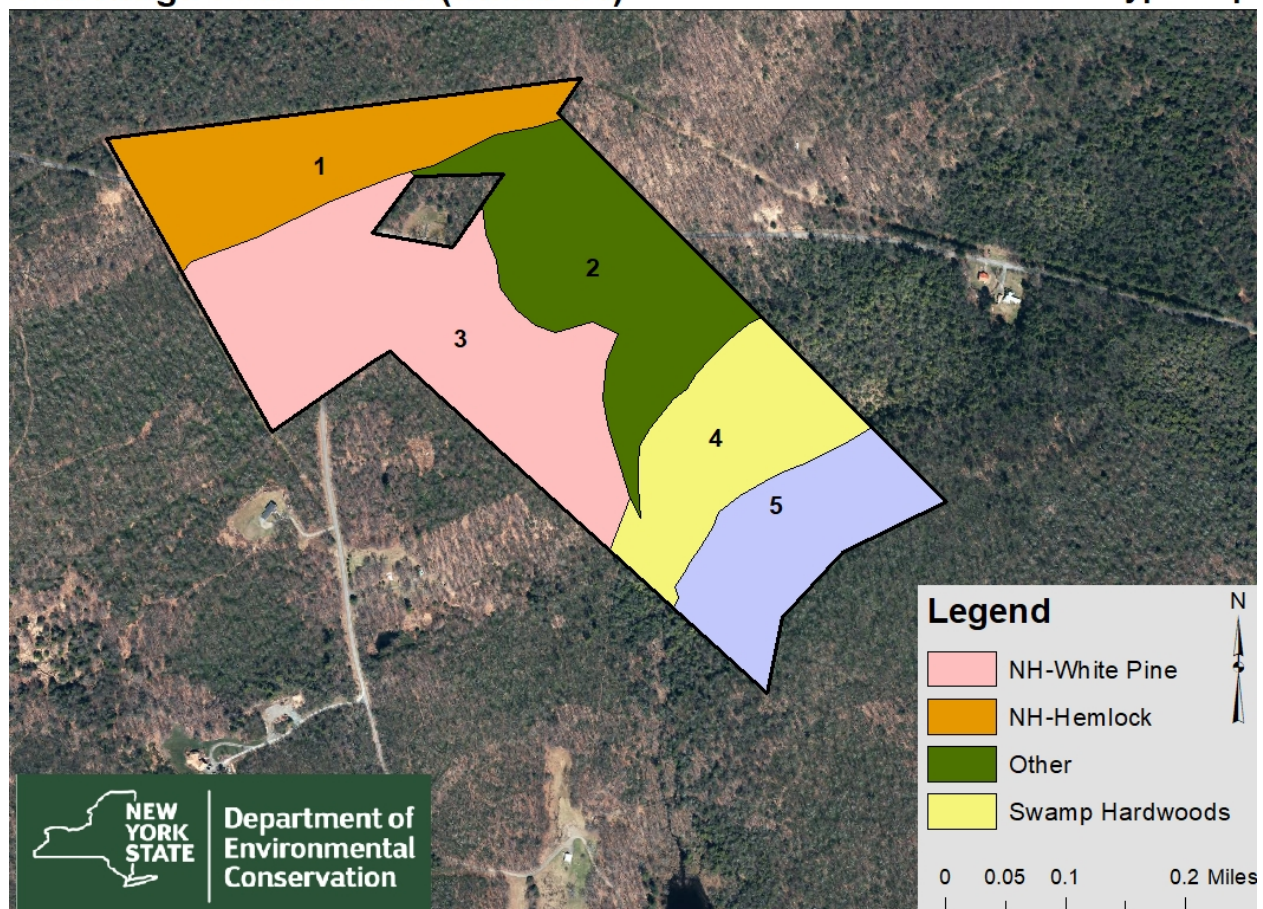 1
2
3
4
5
Legend
N
NH-White Pine
NH-Hemlock
Other
Swamp Hardwoods
0 0.05 0.1 0.2 Miles
NEW
YORK
STATE
Department of
Environmental
Conservation